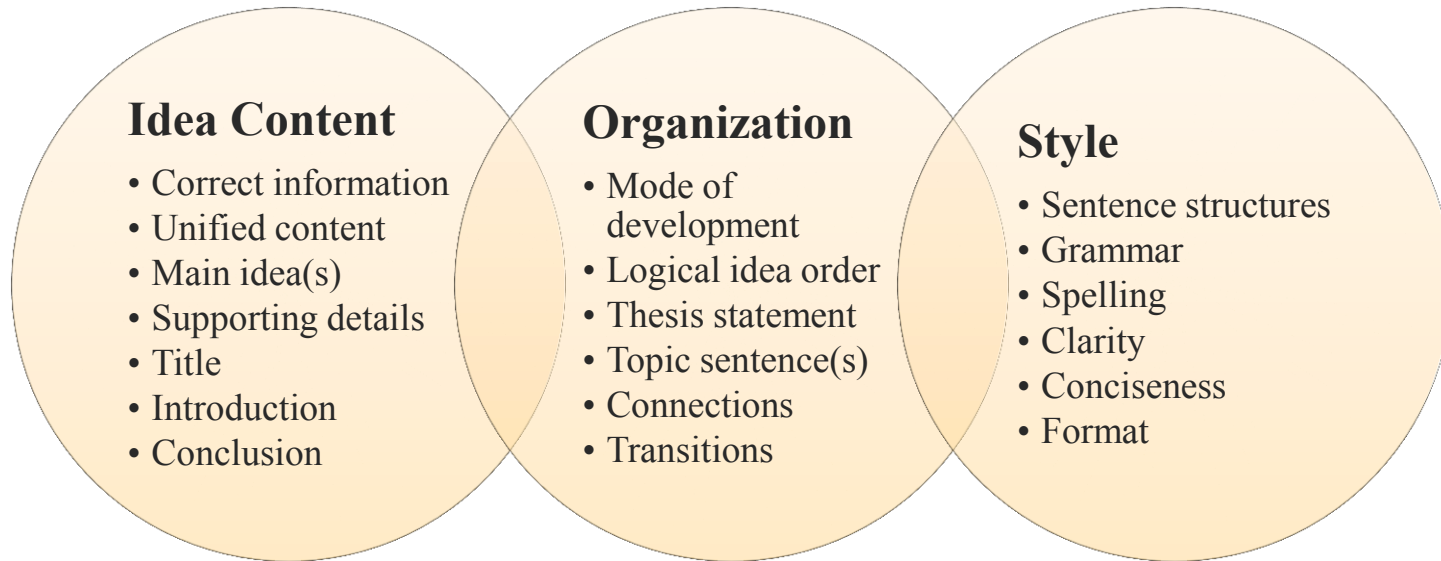 Idea Content
• Correct information
• Unified content
• Main idea(s)
• Supporting details
• Title
• Introduction
• Conclusion
Organization
• Mode of
development
• Logical idea order
• Thesis statement
• Topic sentence(s)
• Connections
• Transitions
Style
• Sentence structures
• Grammar
• Spelling
• Clarity
• Conciseness
• Format